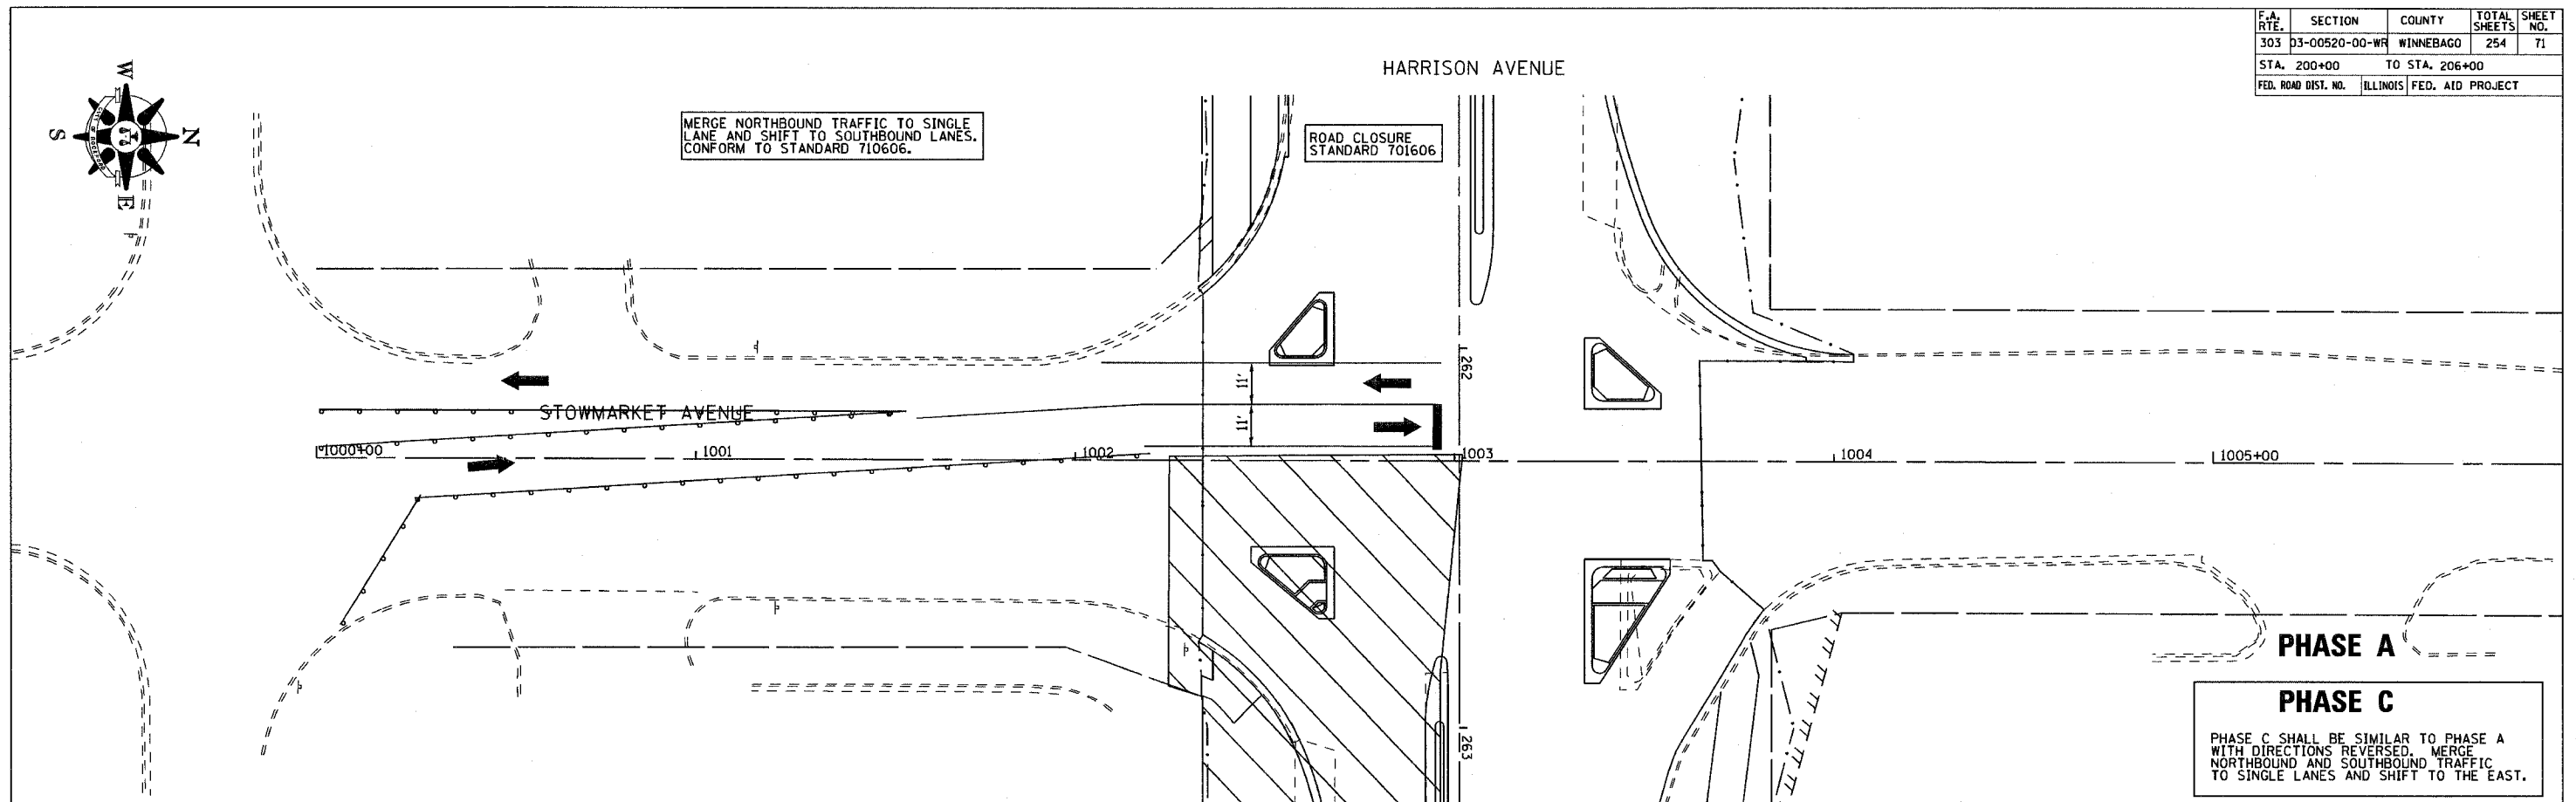 F.A. RTE. SECTION COUNTY TOTAL SHEETS SHEET NO.
303 03-00520-00-WR WINNEBAGO 254 71
STA. 200+00 TO STA. 206+00
FED. ROAD DIST. NO. ILLINOIS FED. AID PROJECT
HARRISON AVENUE
W
S
N
E
MERGE NORTHBOUND TRAFFIC TO SINGLE
LANE AND SHIFT TO SOUTHBOUND LANES.
CONFORM TO STANDARD 710606.
ROAD CLOSURE
STANDARD 701606
262
11'
11'
STOWMARKET AVENUE
1000+00
1001
1002
1003
1004
1005+00
263
PHASE A
PHASE C
PHASE C SHALL BE SIMILAR TO PHASE A
WITH DIRECTIONS REVERSED. MERGE
NORTHBOUND AND SOUTHBOUND TRAFFIC
TO SINGLE LANES AND SHIFT TO THE EAST.